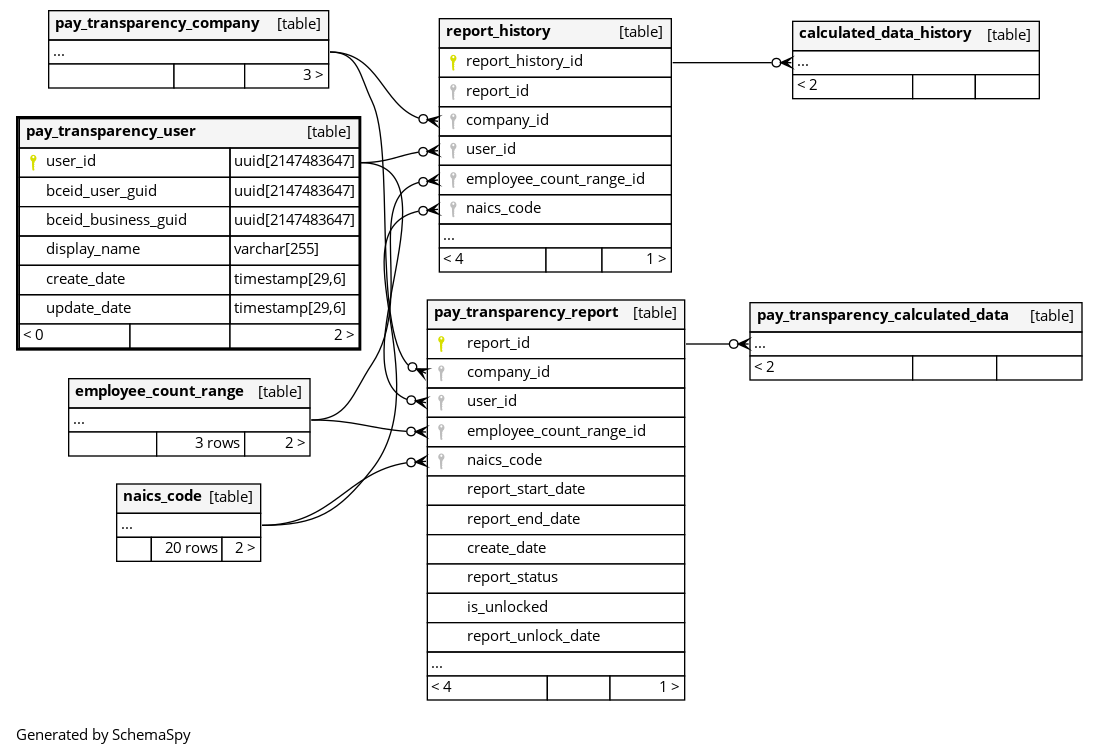 pay_transparency_company [table]
...
3 >
pay_transparency_user [table]
user_id uuid[2147483647]
bceid_user_guid uuid[2147483647]
bceid_business_guid uuid[2147483647]
display_name varchar[255]
create_date timestamp[29,6]
update_date timestamp[29,6]
< 0 2 >
employee_count_range [table]
...
3 rows 2 >
naics_code [table]
...
20 rows 2 >
report_history [table]
report_history_id
report_id
company_id
user_id
employee_count_range_id
naics_code
...
< 4 1 >
pay_transparency_report [table]
report_id
company_id
user_id
employee_count_range_id
naics_code
report_start_date
report_end_date
create_date
report_status
is_unlocked
report_unlock_date
...
< 4 1 >
calculated_data_history [table]
...
< 2
pay_transparency_calculated_data [table]
...
< 2
Generated by SchemaSpy